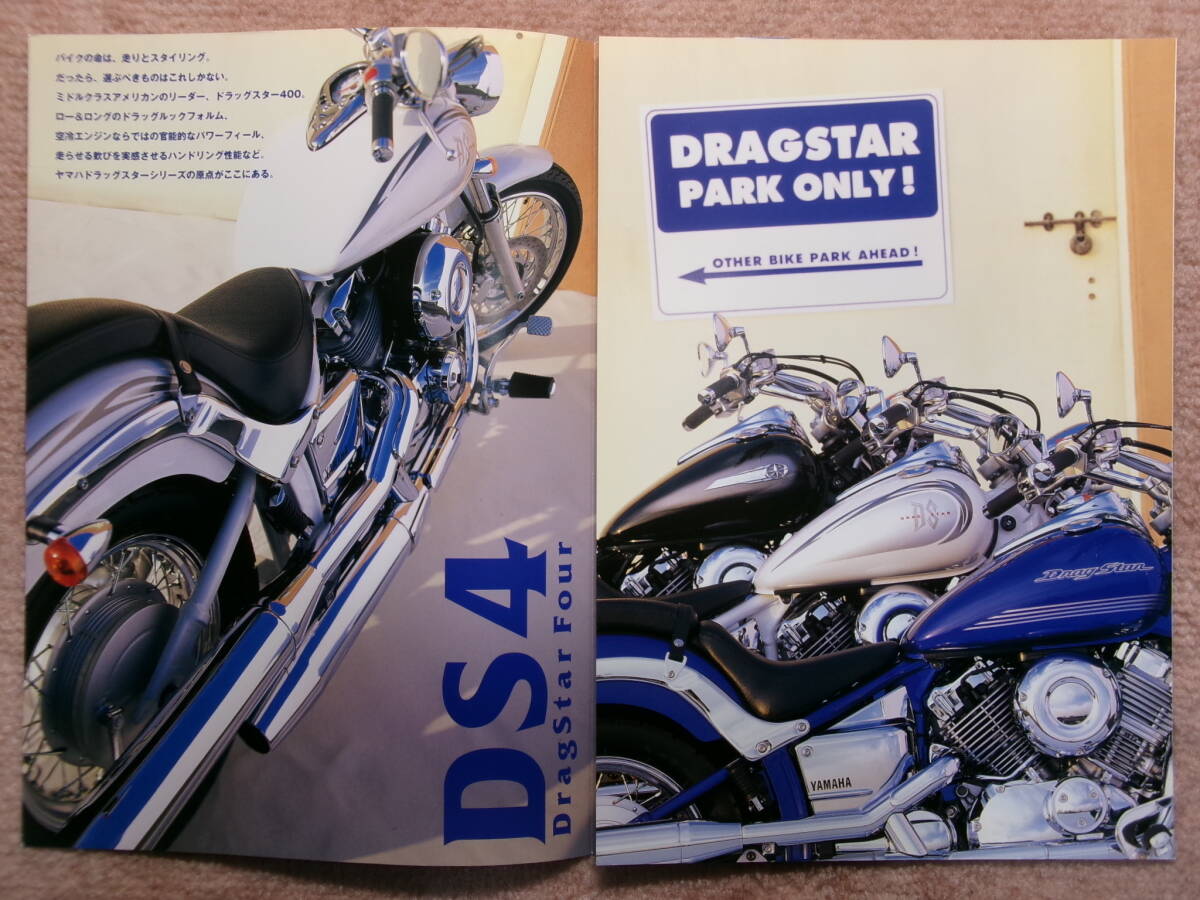 バイクの命は、走りとスタイリング。
だったら、選ぶべきものはこれしかない。
ミドルクラスアメリカンのリーダー、ドラッグスター400。
ロー&ロングのドラッグルックフォルム、
空冷エンジンならではの官能的なパワーフィール、
走らせる歓びを実感させるハンドリング性能など。
ヤマハドラッグスターシリーズの原点がここにある。
DS4
DragStar Four
DRAGSTAR
PARK ONLY!
OTHER BIKE PARK AHEAD!
DS
Drag Star
YAMAHA